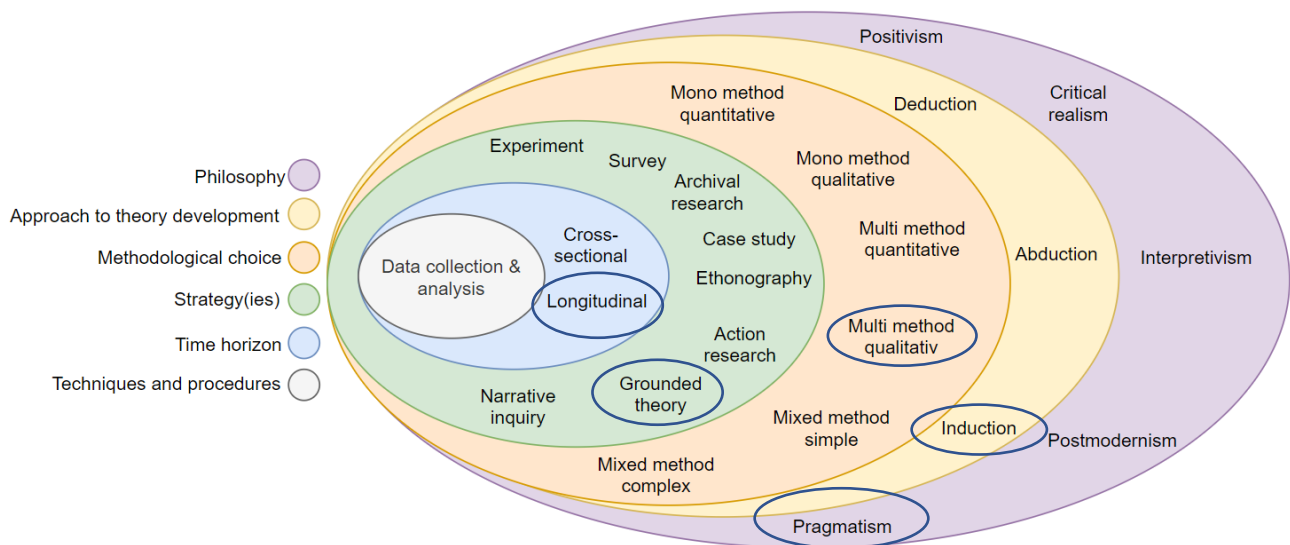 Philosophy
Approach to theory development
Methodological choice
Strategy(ies)
Time horizon
Techniques and procedures
Positivism
Critical
realism
Interpretivism
Postmodernism
Pragmatism
Deduction
Abduction
Induction
Mono method
quantitative
Mono method
qualitative
Multi method
quantitative
Multi method
qualitativ
Mixed method
simple
Mixed method
complex
Experiment
Survey
Archival
research
Case study
Ethonography
Action
research
Grounded
theory
Narrative
inquiry
Cross-
sectional
Longitudinal
Data collection &
analysis